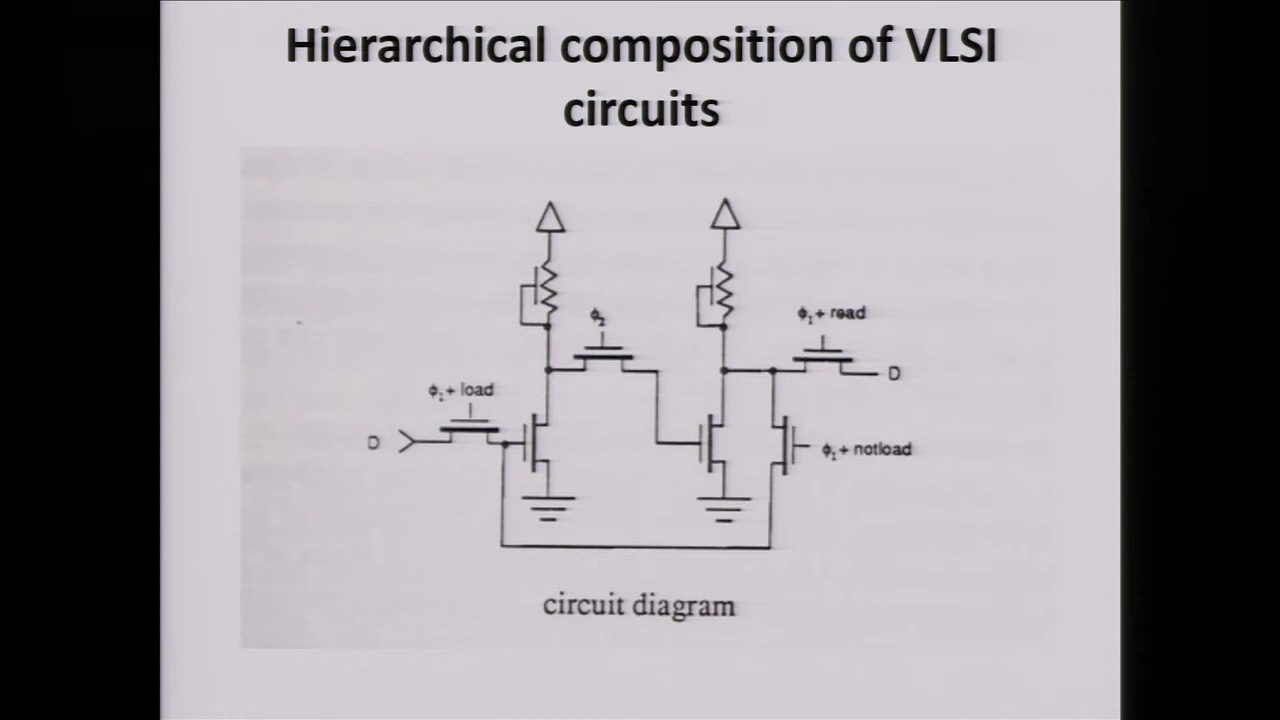 Hierarchical composition of VLSI
circuits
ϕ₂
ϕ₁+ read
D
ϕ₁+ load
D
ϕ₁+ notload
circuit diagram